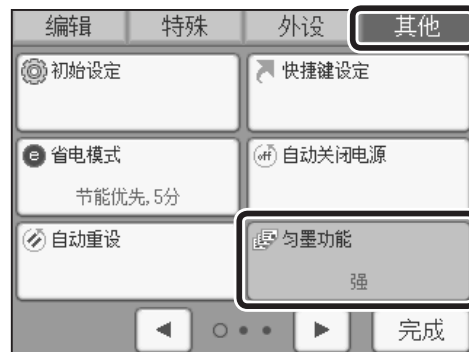 编辑 特殊 外设 其他
初始设定 快捷键设定
省电模式 自动关闭电源
节能优先,5分
自动重设 匀墨功能
强
完成